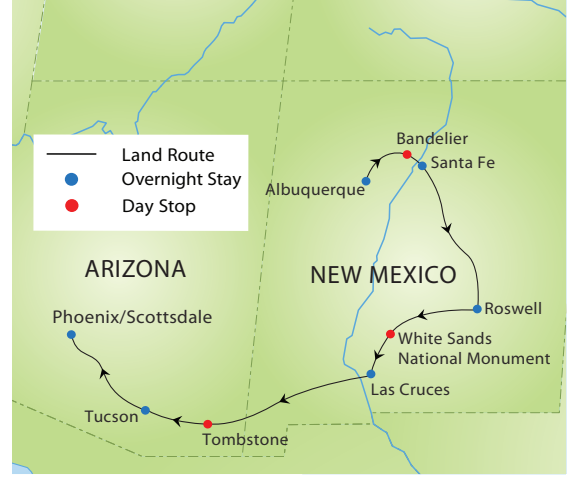 Bandelier
Land Route
Santa Fe
Overnight Stay
Albuquerque
Day Stop
ARIZONA
NEW MEXICO
Roswell
Phoenix/Scottsdale
White Sands
National Monument
Las Cruces
Tucson
Tombstone